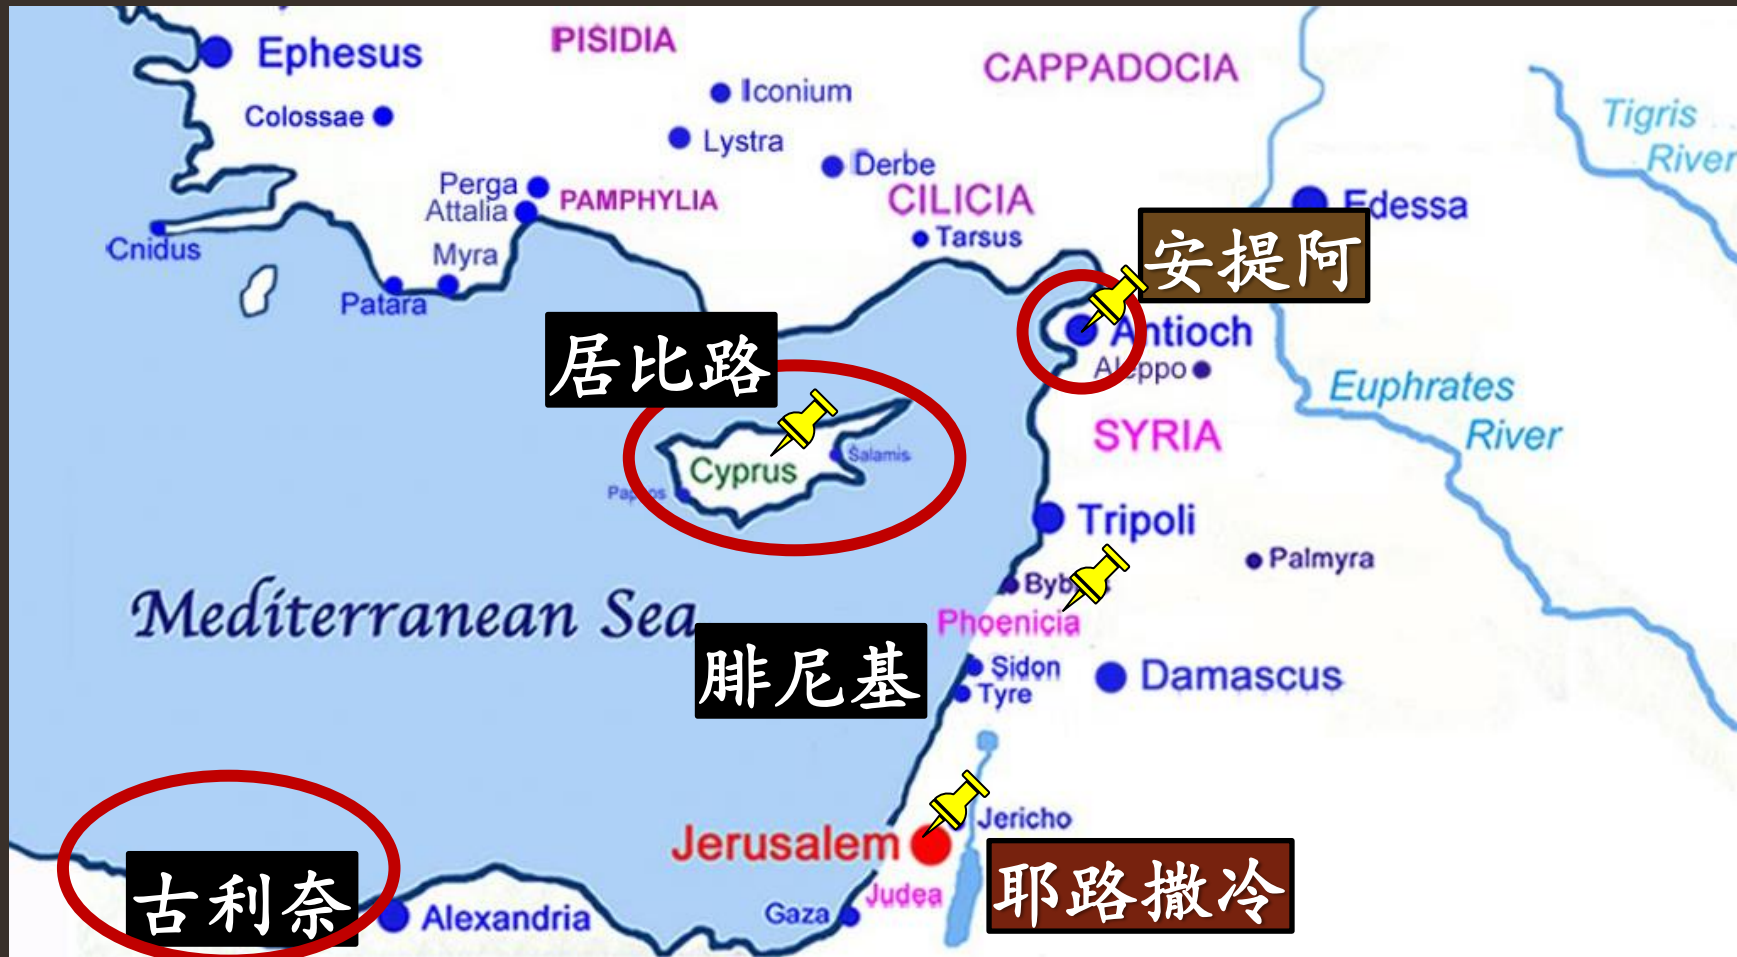 PISIDIA
Ephesus
CAPPADOCIA
Iconium
Colossae
Tigris
River
Lystra
Derbe
Perga
PAMPHYLIA
CILICIA
Attalia
Edessa
Cnidus
Tarsus
安提阿
Myra
Patara
Antioch
居比路
Aleppo
Euphrates
River
SYRIA
Cyprus
Salamis
Paphos
Tripoli
Palmyra
Mediterranean Sea
Phoenicia
腓尼基
Sidon
Damascus
Tyre
Jericho
Jerusalem
耶路撒冷
Judea
古利奈
Alexandria
Gaza